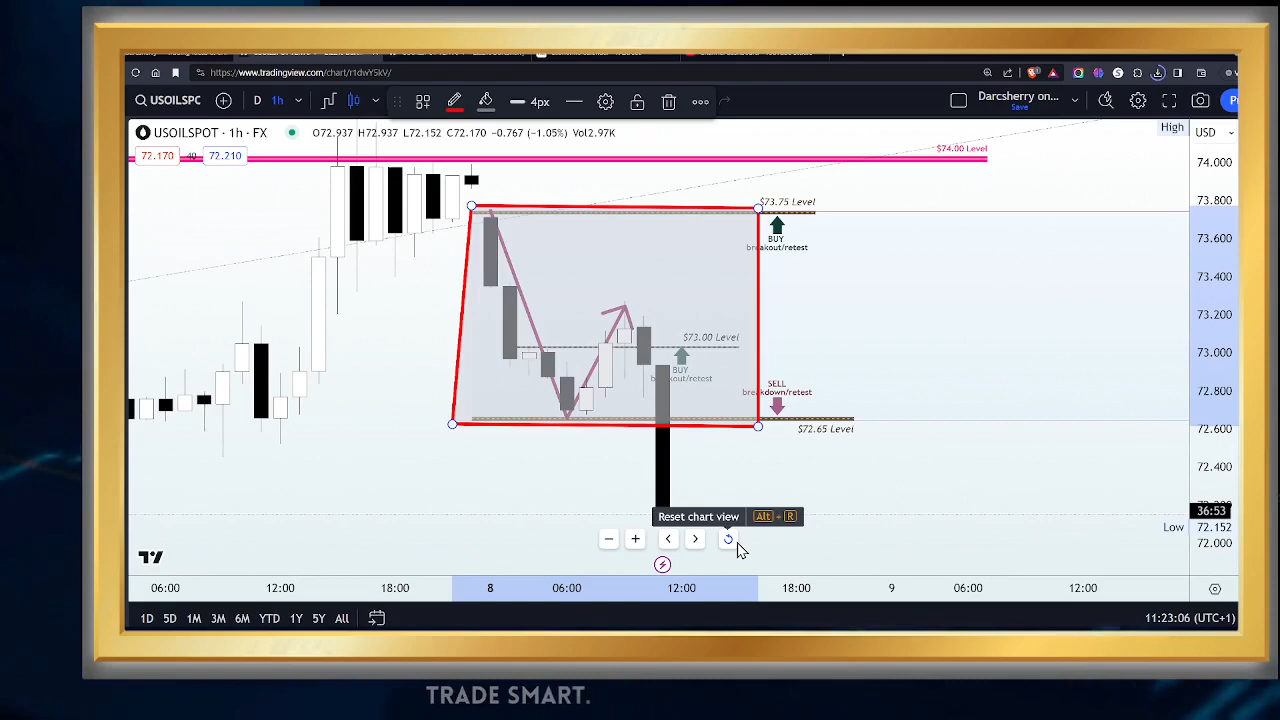 https://www.tradingview.com/chart/r1dwY5kV/
USOILSPC D 1h 4px Darcsherry on...
Save
USOILSPOT · 1h · FX O72.937 H72.937 L72.152 C72.170 −0.767 (−1.05%) Vol2.97K High USD
72.170 40 72.210
$74.00 Level 74.000
$73.75 Level 73.800
BUY
breakout/retest 73.600
73.400
73.200
$73.00 Level 73.000
BUY
breakout/retest
SELL
breakdown/retest 72.800
$72.65 Level 72.600
72.400
36:53
Reset chart view Alt + R
Low 72.152
72.000
06:00 12:00 18:00 8 06:00 12:00 18:00 9 06:00 12:00
1D 5D 1M 3M 6M YTD 1Y 5Y All 11:23:06 (UTC+1)
TRADE SMART.